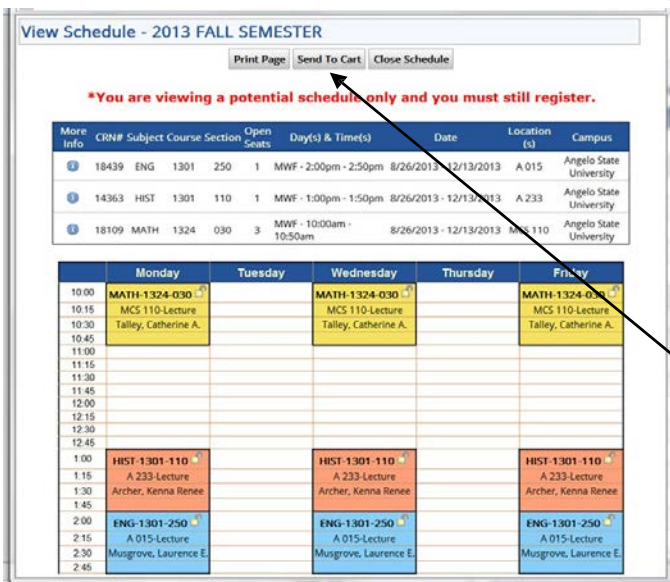 View Schedule - 2013 FALL SEMESTER
Print Page Send To Cart Close Schedule
*You are viewing a potential schedule only and you must still register.
More Info CRN# Subject Course Section Open Seats Day(s) & Time(s) Date Location (s) Campus
18439 ENG 1301 250 1 MWF - 2:00pm - 2:50pm 8/26/2013 - 12/13/2013 A 015 Angelo State University
14363 HIST 1301 110 1 MWF - 1:00pm - 1:50pm 8/26/2013 - 12/13/2013 A 233 Angelo State University
18109 MATH 1324 030 3 MWF - 10:00am - 10:50am 8/26/2013 - 12/13/2013 MCS 110 Angelo State University
Monday Tuesday Wednesday Thursday Friday
10:00 MATH-1324-030 MATH-1324-030 MATH-1324-030
10:15 MCS 110-Lecture MCS 110-Lecture MCS 110-Lecture
10:30 Talley, Catherine A. Talley, Catherine A. Talley, Catherine A.
10:45
11:00
11:15
11:30
11:45
12:00
12:15
12:30
12:45
1:00 HIST-1301-110 HIST-1301-110 HIST-1301-110
1:15 A 233-Lecture A 233-Lecture A 233-Lecture
1:30 Archer, Kenna Renee Archer, Kenna Renee Archer, Kenna Renee
1:45
2:00 ENG-1301-250 ENG-1301-250 ENG-1301-250
2:15 A 015-Lecture A 015-Lecture A 015-Lecture
2:30 Musgrove, Laurence E. Musgrove, Laurence E. Musgrove, Laurence E.
2:45